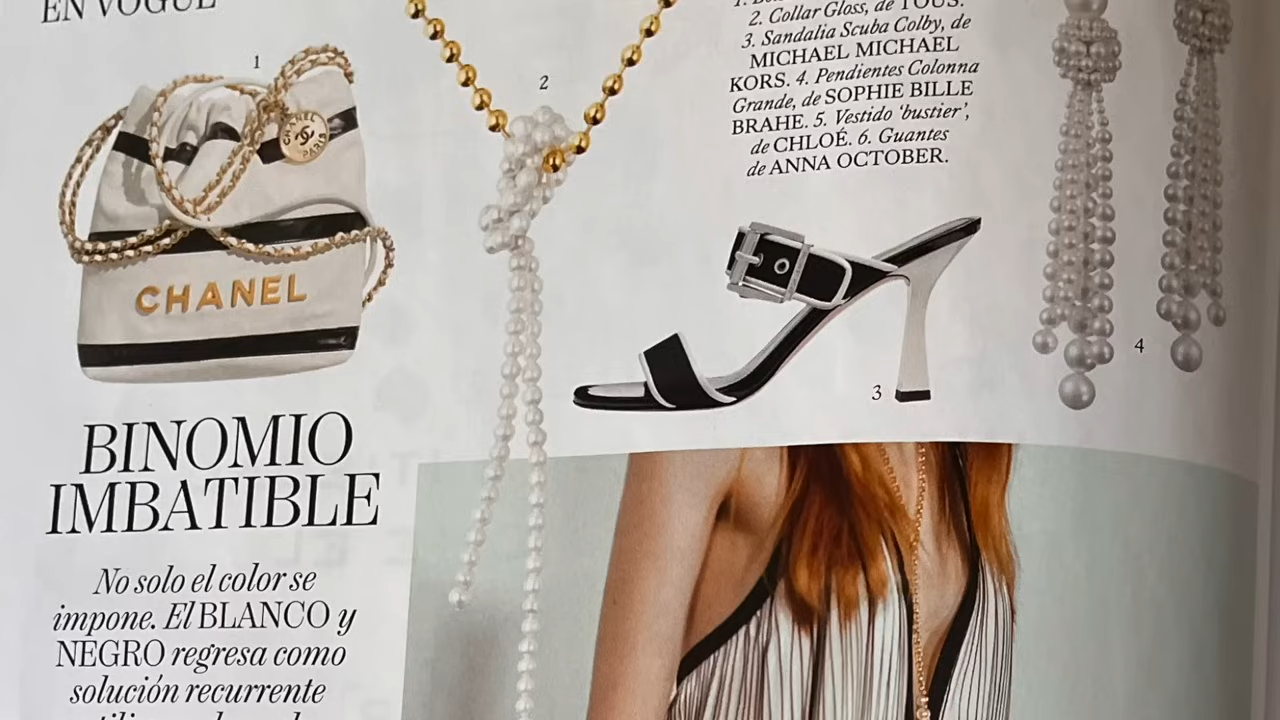 EN VOGUE
1
CHANEL
PARIS
CHANEL
2
2. Collar Gloss, de TOUS.
3. Sandalia Scuba Colby, de
MICHAEL MICHAEL
KORS. 4. Pendientes Colonna
Grande, de SOPHIE BILLE
BRAHE. 5. Vestido ‘bustier’,
de CHLOÉ. 6. Guantes
de ANNA OCTOBER.
3
4
BINOMIO
IMBATIBLE
No solo el color se
impone. El BLANCO y
NEGRO regresa como
solución recurrente